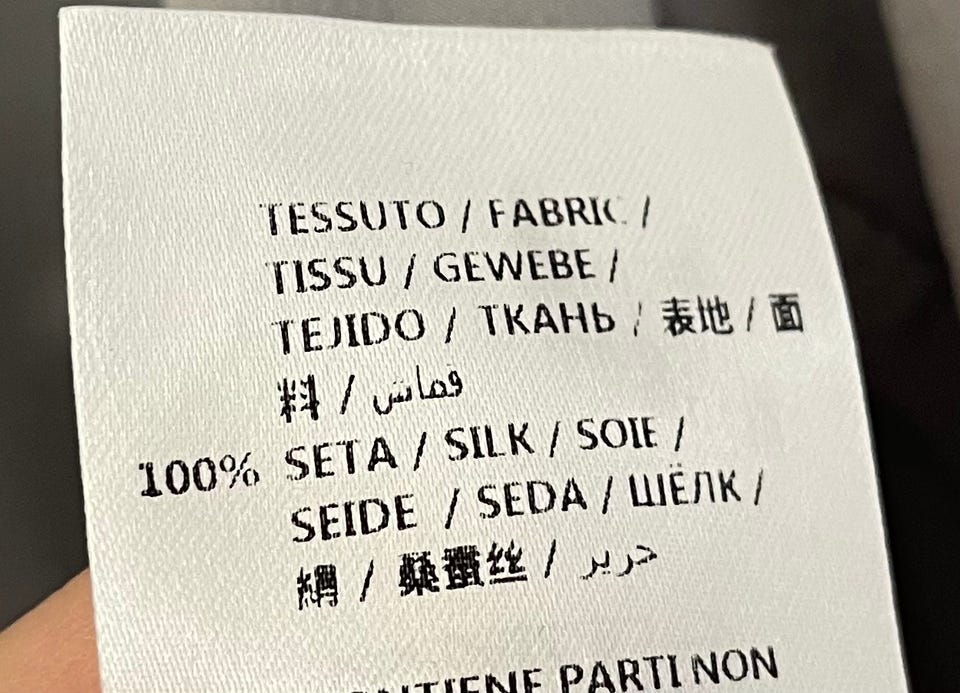 TESSUTO / FABRIC /
TISSU / GEWEBE /
TEJIDO / ТКАНЬ / 表地 / 面
料 / قماش
100% SETA / SILK / SOIE /
SEIDE / SEDA / ШЁЛК /
絹 / 桑蚕丝 / حرير
PARTI NON